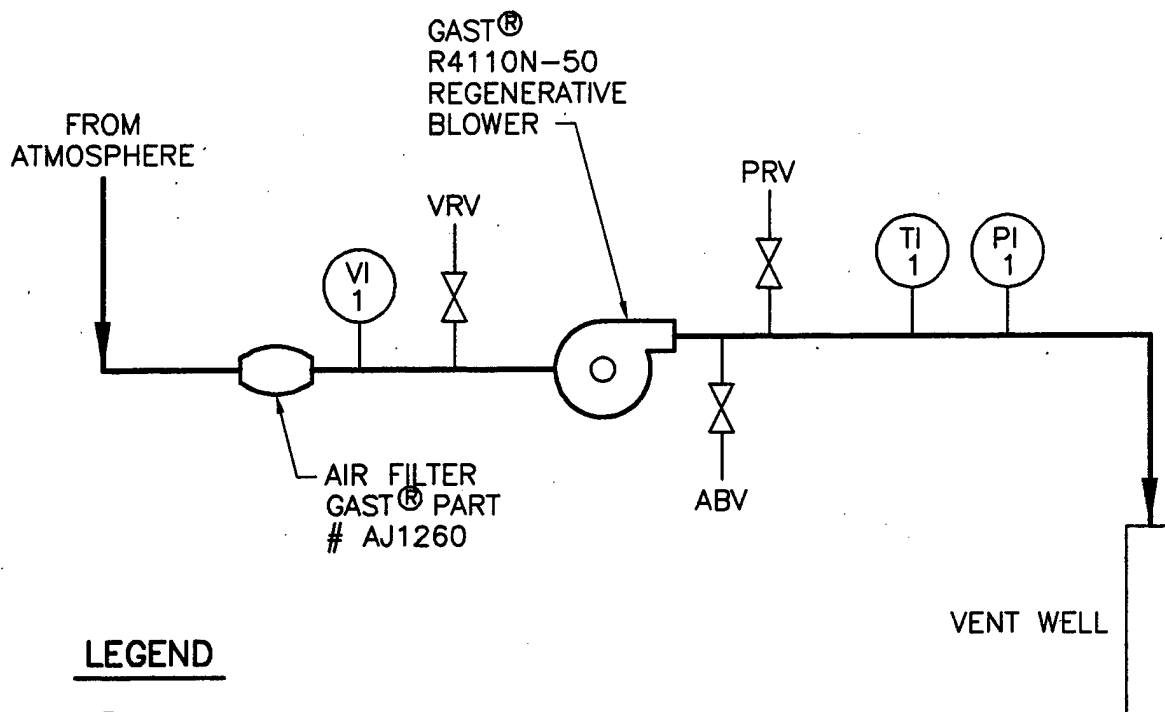 GAST®
R4110N-50
REGENERATIVE
BLOWER
FROM
ATMOSPHERE
VRV
PRV
VI
1
TI
1
PI
1
AIR FILTER
GAST® PART
# AJ1260
ABV
VENT WELL
LEGEND